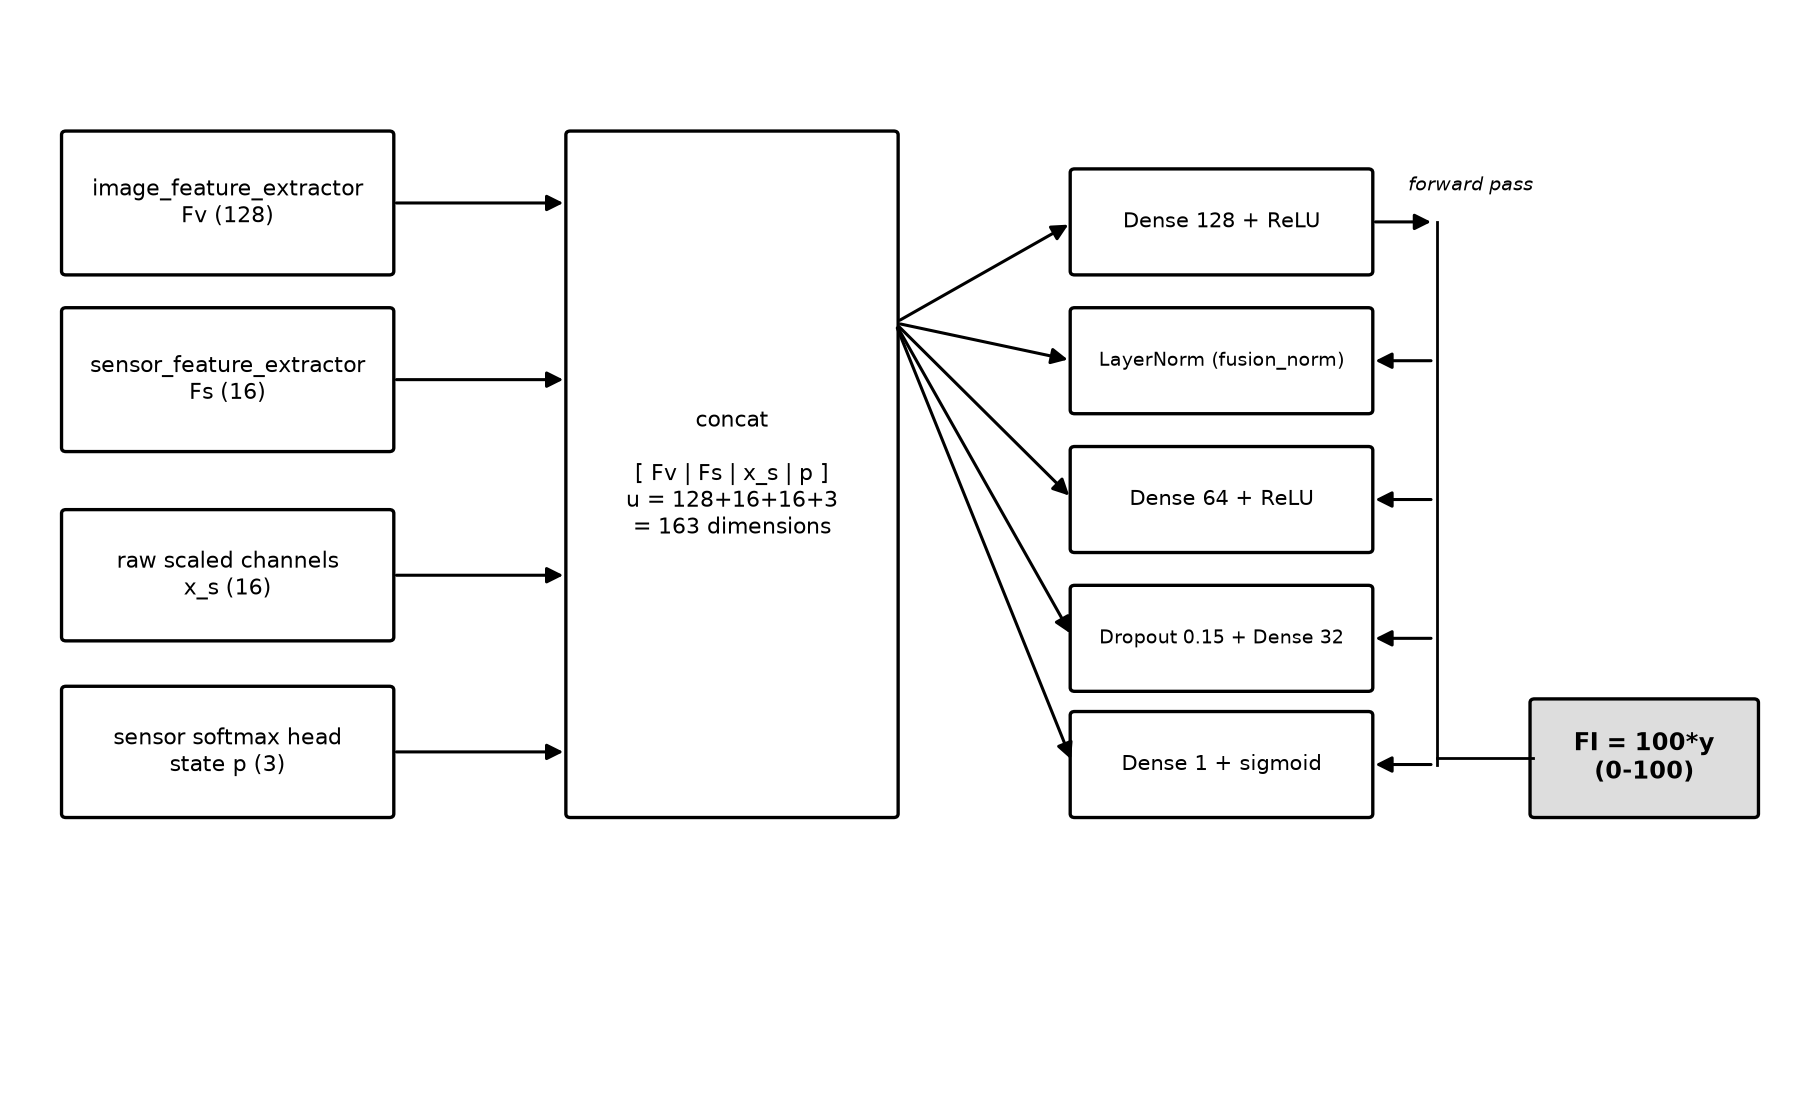 image_feature_extractor
Fv (128)
sensor_feature_extractor
Fs (16)
raw scaled channels
x_s (16)
sensor softmax head
state p (3)
concat
[ Fv | Fs | x_s | p ]
u = 128+16+16+3
= 163 dimensions
Dense 128 + ReLU
LayerNorm (fusion_norm)
Dense 64 + ReLU
Dropout 0.15 + Dense 32
Dense 1 + sigmoid
forward pass
FI = 100*y
(0-100)